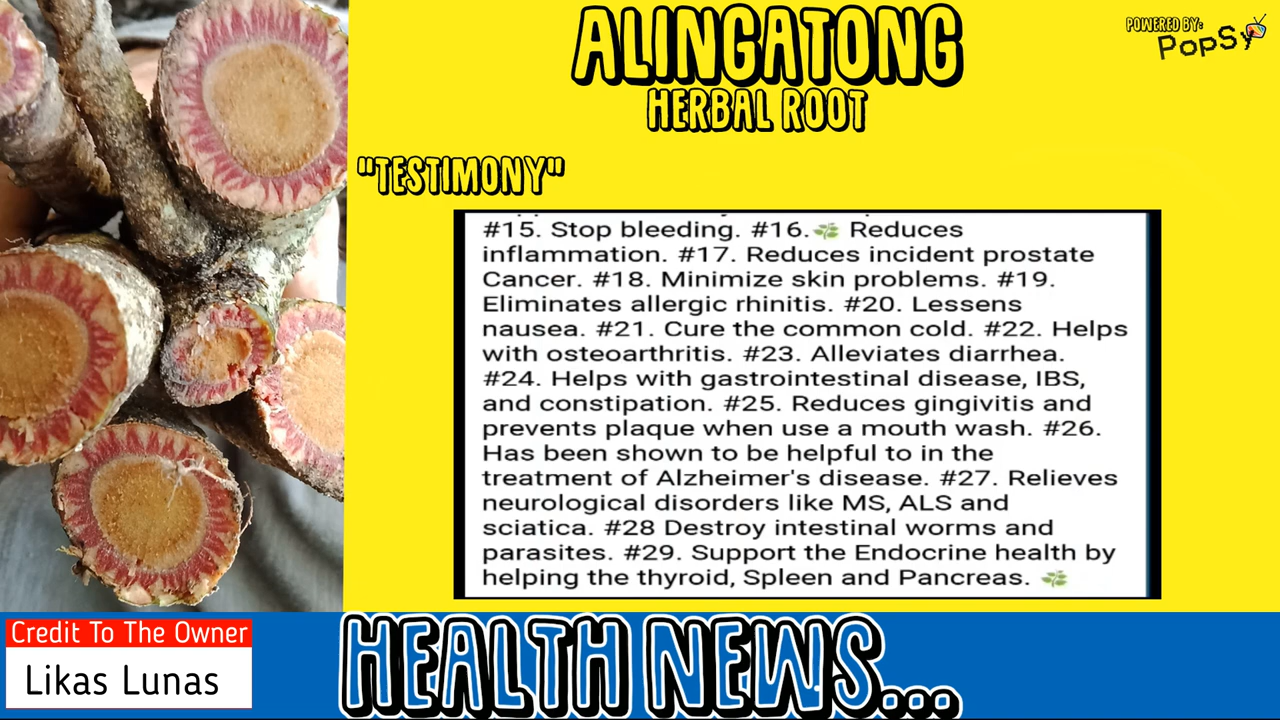 ALINGATONG
HERBAL ROOT
POWERED BY:
PopSy
"TESTIMONY"
#15. Stop bleeding. #16.🌿 Reduces
inflammation. #17. Reduces incident prostate
Cancer. #18. Minimize skin problems. #19.
Eliminates allergic rhinitis. #20. Lessens
nausea. #21. Cure the common cold. #22. Helps
with osteoarthritis. #23. Alleviates diarrhea.
#24. Helps with gastrointestinal disease, IBS,
and constipation. #25. Reduces gingivitis and
prevents plaque when use a mouth wash. #26.
Has been shown to be helpful to in the
treatment of Alzheimer's disease. #27. Relieves
neurological disorders like MS, ALS and
sciatica. #28 Destroy intestinal worms and
parasites. #29. Support the Endocrine health by
helping the thyroid, Spleen and Pancreas. 🌿
Credit To The Owner
Likas Lunas
HEALTH NEWS...